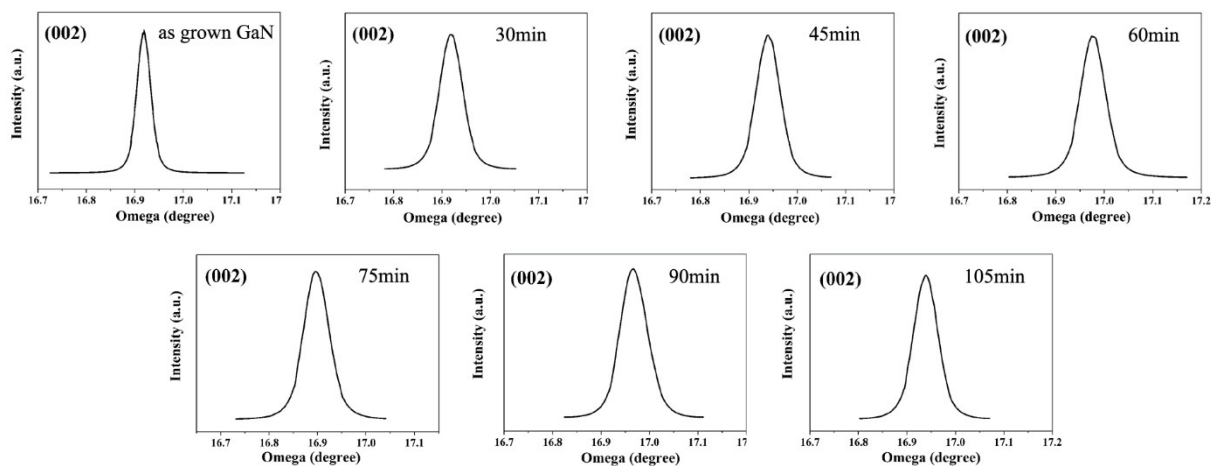 (002) as grown GaN
Intensity (a.u.)
16.7 16.8 16.9 17.0 17.1 17
Omega (degree)
(002) 30min
Intensity (a.u.)
16.7 16.8 16.9 17.0 17.1 17
Omega (degree)
(002) 45min
Intensity (a.u.)
16.7 16.8 16.9 17.0 17.1 17
Omega (degree)
(002) 60min
Intensity (a.u.)
16.7 16.8 16.9 17.0 17.1 17.2
Omega (degree)
(002) 75min
Intensity (a.u.)
16.7 16.8 16.9 17.0 17.1
Omega (degree)
(002) 90min
Intensity (a.u.)
16.7 16.8 16.9 17.0 17.1 17
Omega (degree)
(002) 105min
Intensity (a.u.)
16.7 16.8 16.9 17.0 17.1 17.2
Omega (degree)